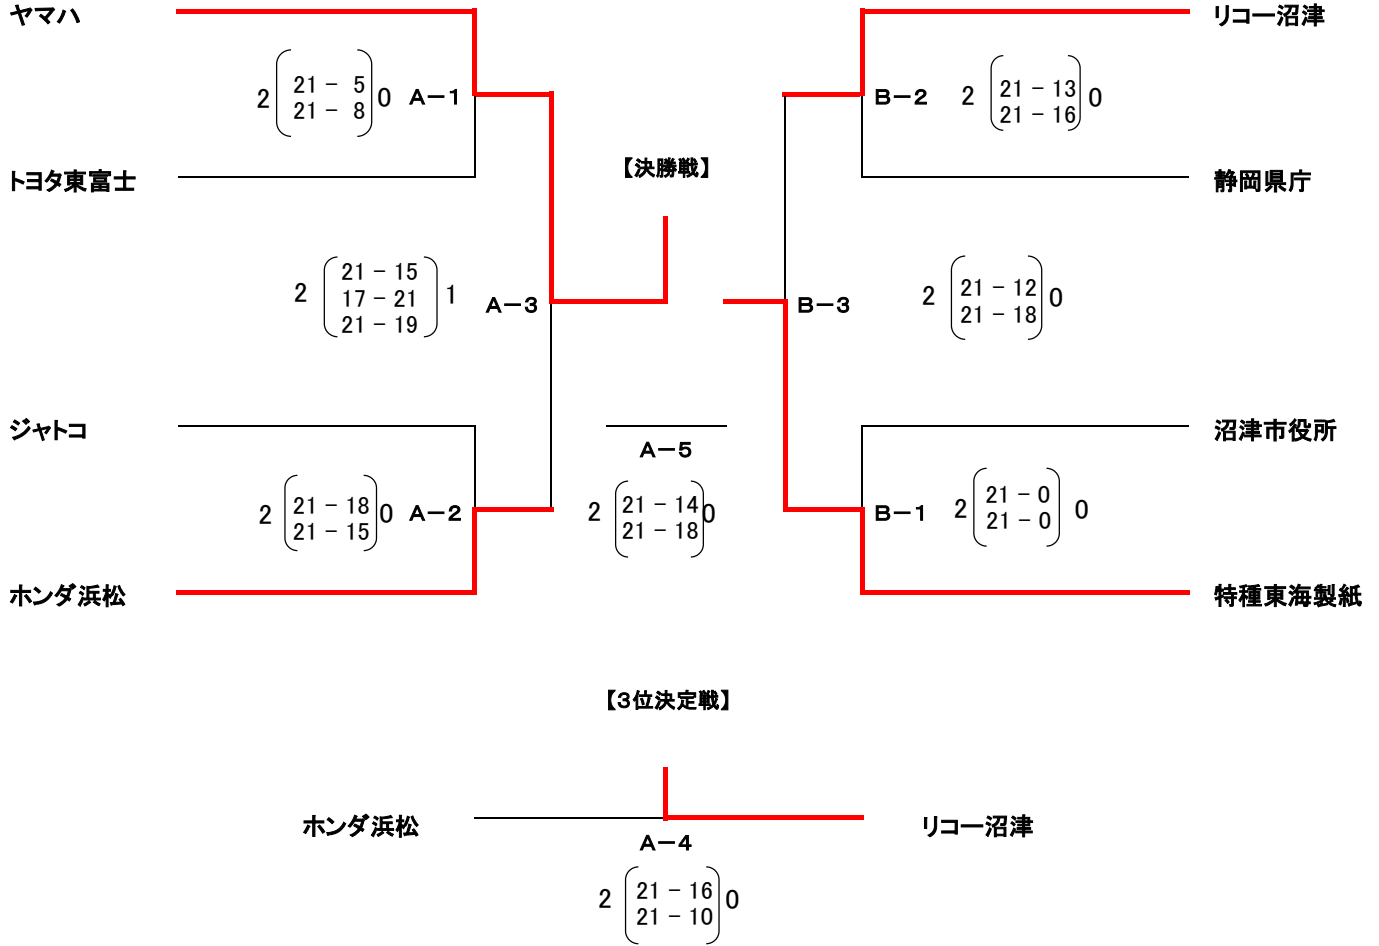 ヤマハ
リコー沼津
2 21 － 5 0
21 － 8
A－1
B－2
2 21 － 13 0
21 － 16
【決勝戦】
トヨタ東富士
静岡県庁
2 21 － 15 1
17 － 21
21 － 19
A－3
B－3
2 21 － 12 0
21 － 18
ジャトコ
沼津市役所
A－5
2 21 － 18 0
21 － 15
A－2
2 21 － 14 0
21 － 18
B－1
2 21 － 0 0
21 － 0
ホンダ浜松
特種東海製紙
【3位決定戦】
ホンダ浜松
リコー沼津
A－4
2 21 － 16 0
21 － 10